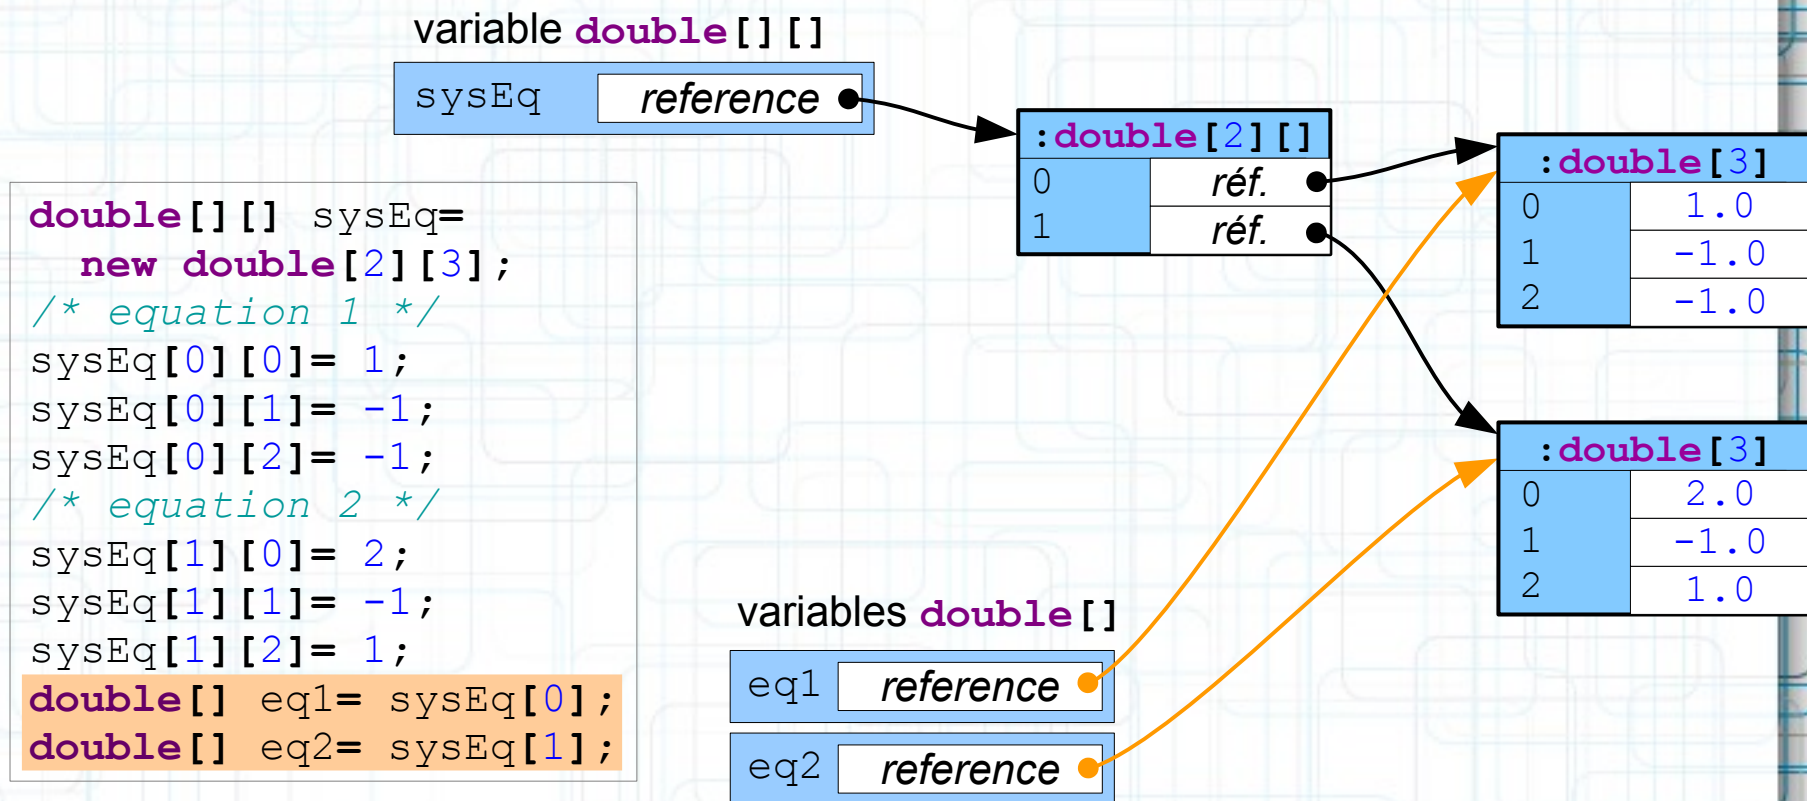 variable double[][]
sysEq reference
:double[2][]
0 réf.
1 réf.
:double[3]
0 1.0
1 -1.0
2 -1.0
double[][] sysEq=
new double[2][3];
/* equation 1 */
sysEq[0][0]= 1;
sysEq[0][1]= -1;
sysEq[0][2]= -1;
/* equation 2 */
sysEq[1][0]= 2;
sysEq[1][1]= -1;
sysEq[1][2]= 1;
double[] eq1= sysEq[0];
double[] eq2= sysEq[1];
:double[3]
0 2.0
1 -1.0
2 1.0
variables double[]
eq1 reference
eq2 reference